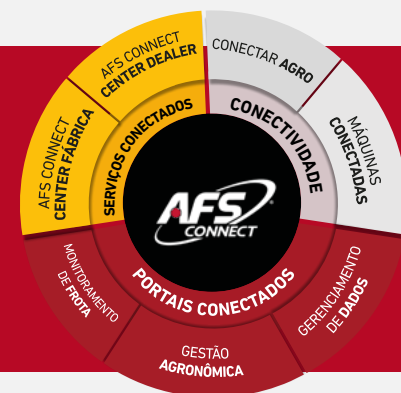 AFS CONNECT
CENTER DEALER
CONECTAR AGRO
MÁQUINAS
CONECTADAS
AFS CONNECT
CENTER FÁBRICA
SERVIÇOS CONECTADOS
CONECTIVIDADE
AFS
CONNECT
PORTAIS CONECTADOS
MONITORAMENTO
DE FROTA
GESTÃO
AGRONÔMICA
GERENCIAMENTO
DE DADOS